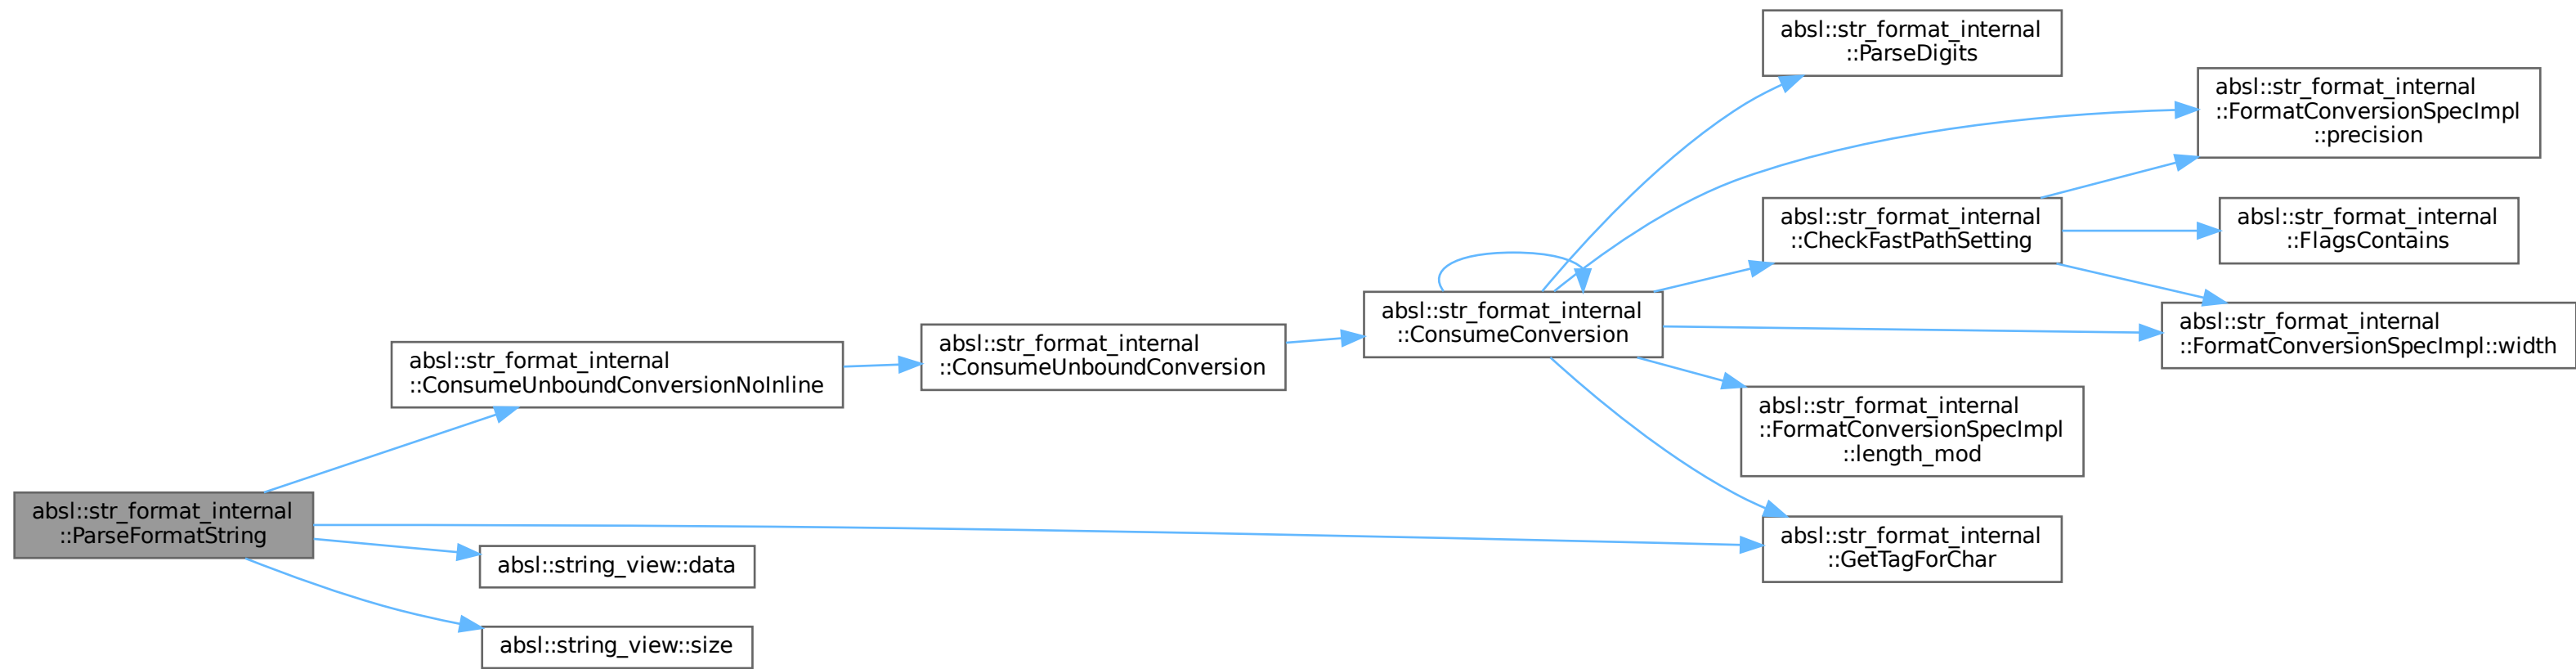 absl::str_format_internal
::ParseFormatString
absl::str_format_internal
::ConsumeUnboundConversionNoInline
absl::string_view::data
absl::string_view::size
absl::str_format_internal
::ConsumeUnboundConversion
absl::str_format_internal
::ConsumeConversion
absl::str_format_internal
::ParseDigits
absl::str_format_internal
::CheckFastPathSetting
absl::str_format_internal
::FormatConversionSpecImpl
::length_mod
absl::str_format_internal
::GetTagForChar
absl::str_format_internal
::FormatConversionSpecImpl
::precision
absl::str_format_internal
::FlagsContains
absl::str_format_internal
::FormatConversionSpecImpl::width